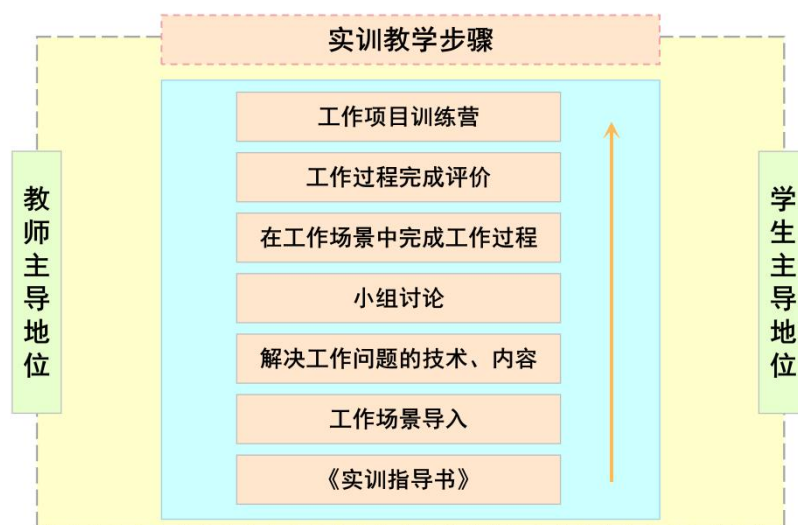 实训教学步骤
工作项目训练营
工作过程完成评价
在工作场景中完成工作过程
小组讨论
解决工作问题的技术、内容
工作场景导入
《实训指导书》
教师主导地位
学生主导地位